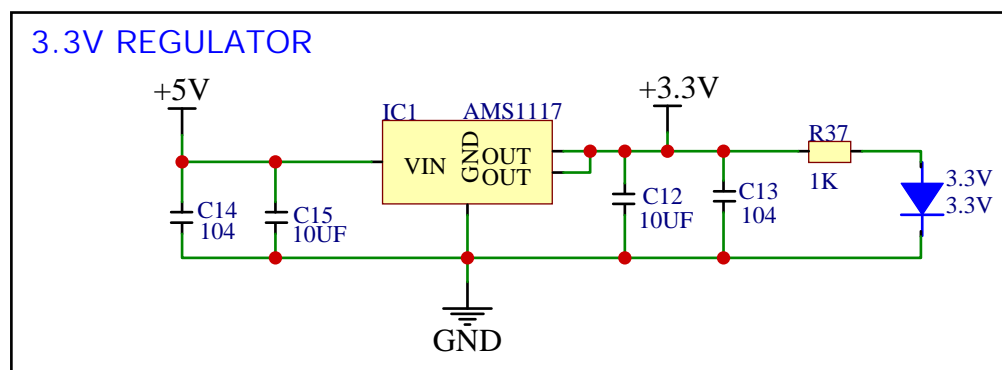 3.3V REGULATOR
+5V
IC1
AMS1117
+3.3V
VIN
GND
OUT
OUT
R37
1K
3.3V
3.3V
C14
104
C15
10UF
C12
10UF
C13
104
GND